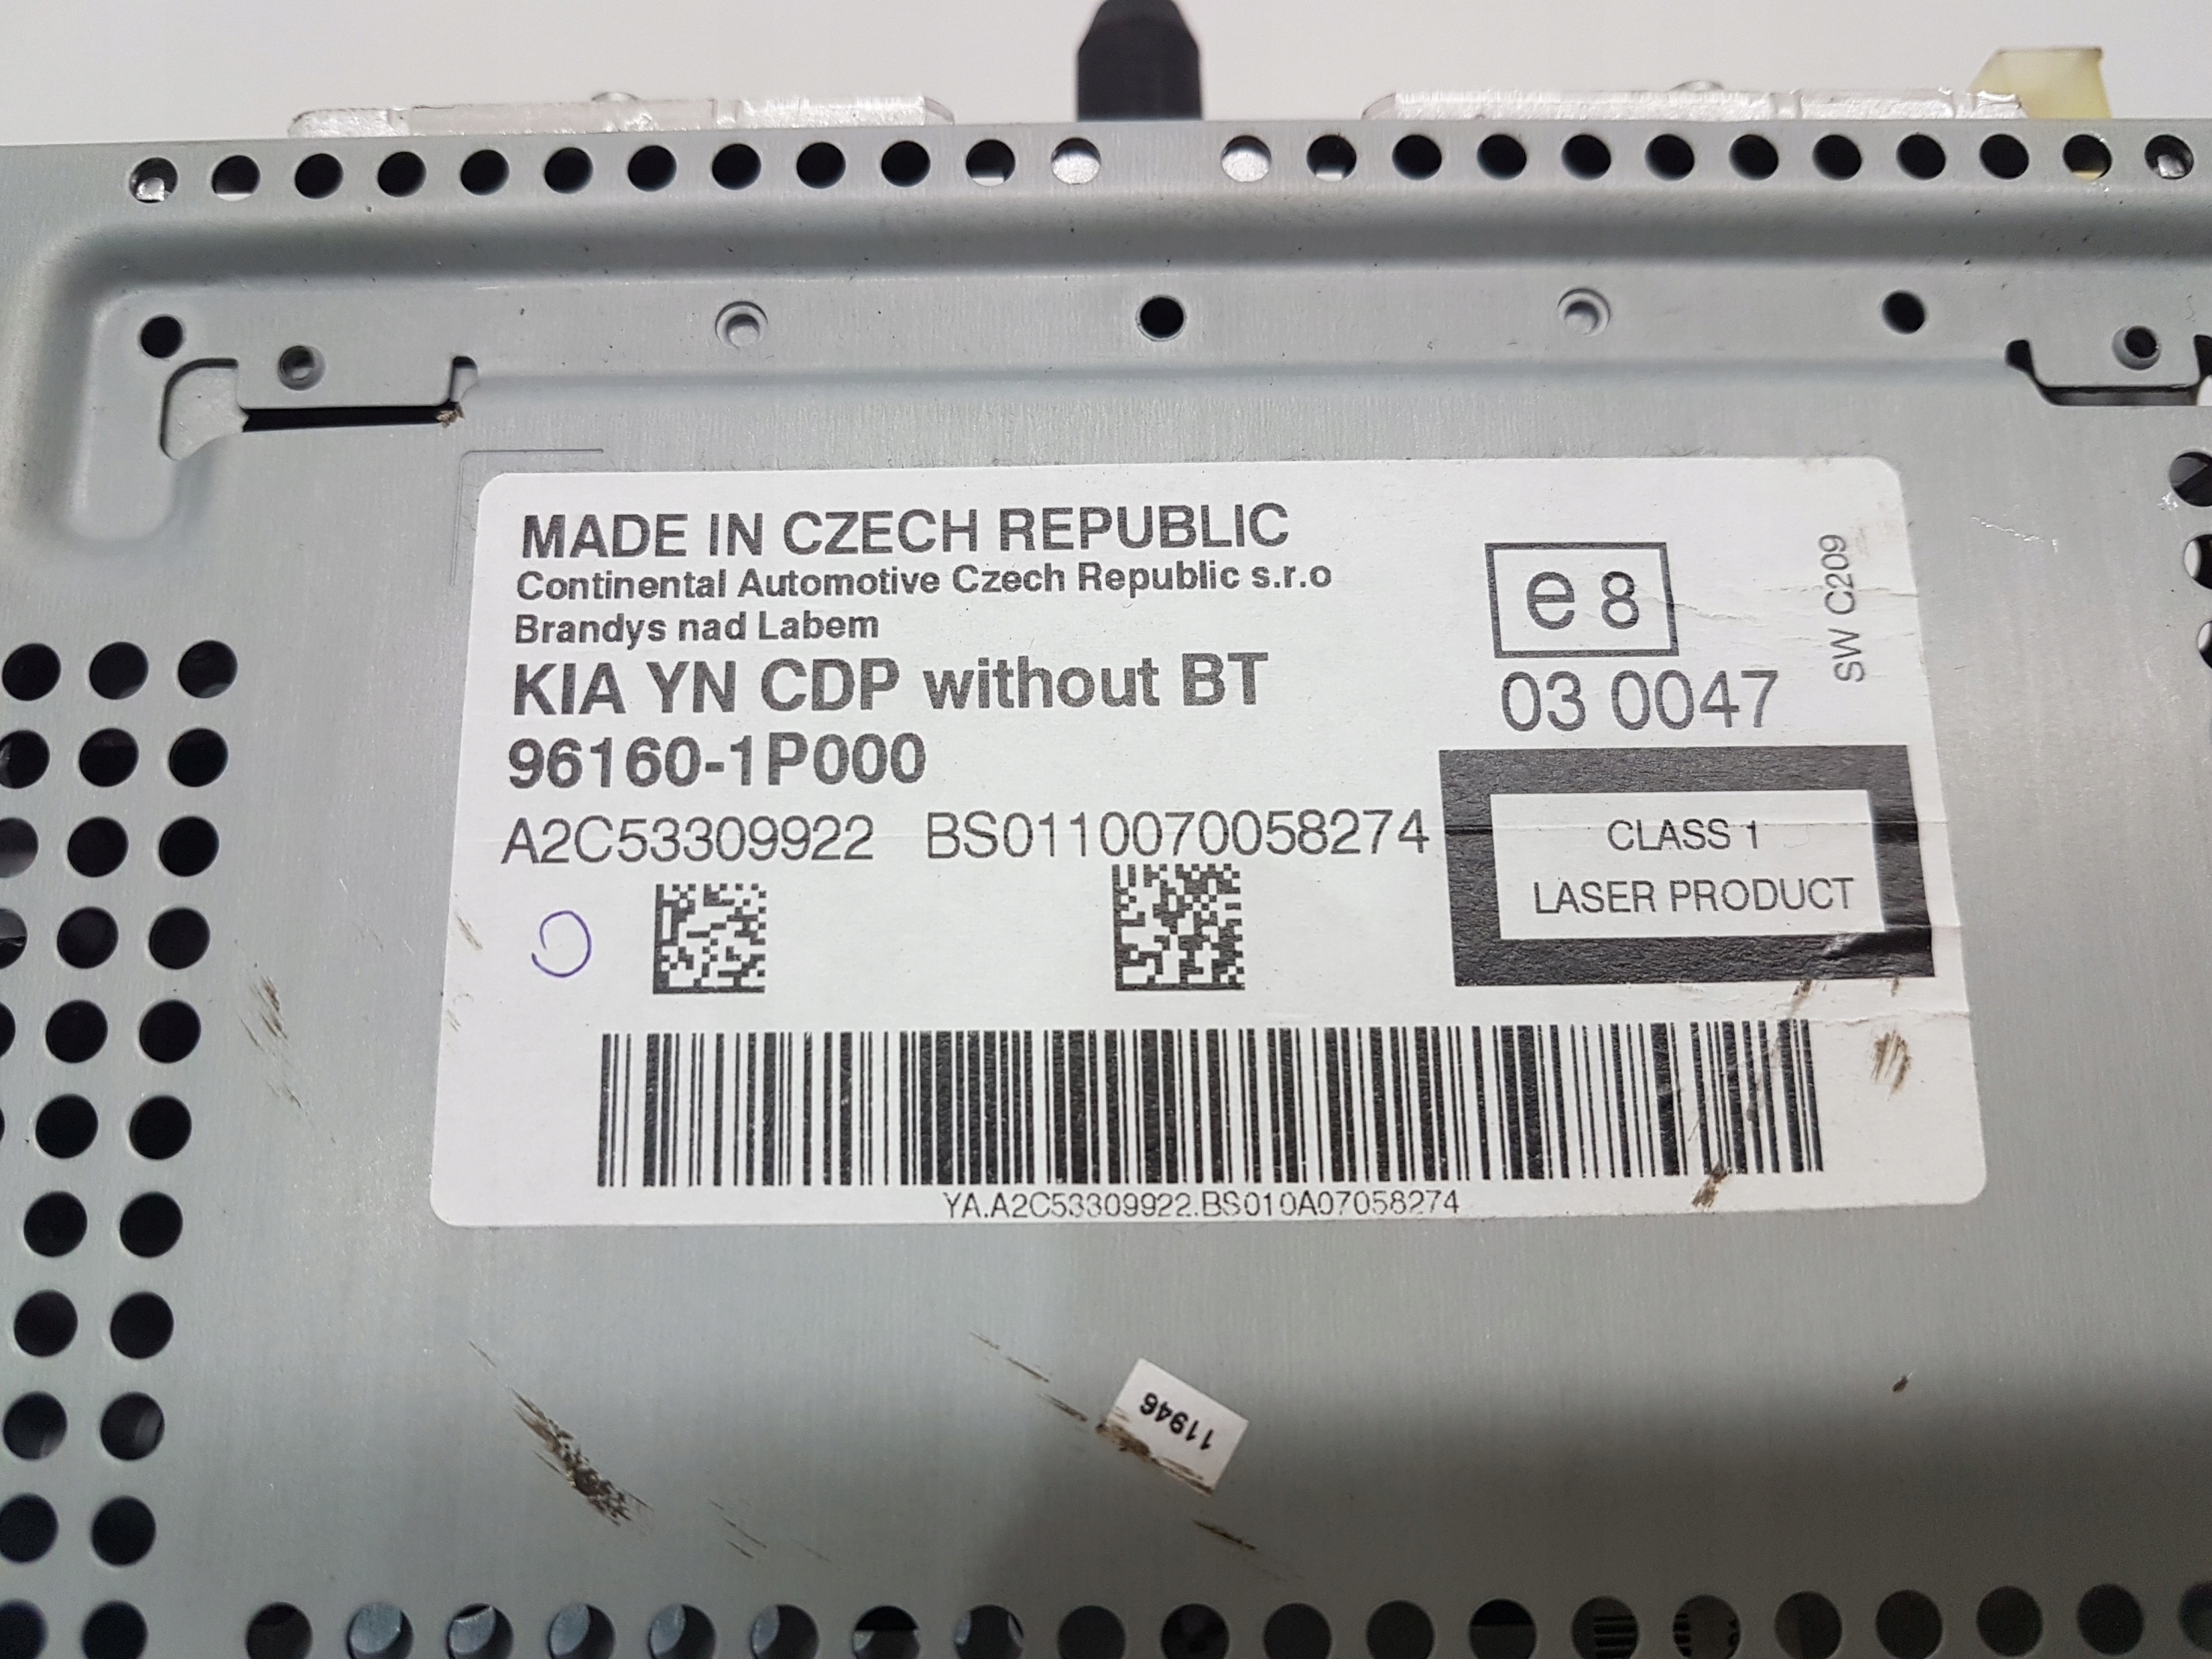 MADE IN CZECH REPUBLIC
Continental Automotive Czech Republic s.r.o
Brandys nad Labem
KIA YN CDP without BT
96160-1P000
A2C53309922 BS0110070058274
e 8
03 0047
SW C209
CLASS 1
LASER PRODUCT
YA.A2C53309922.BS010A07058274
11946